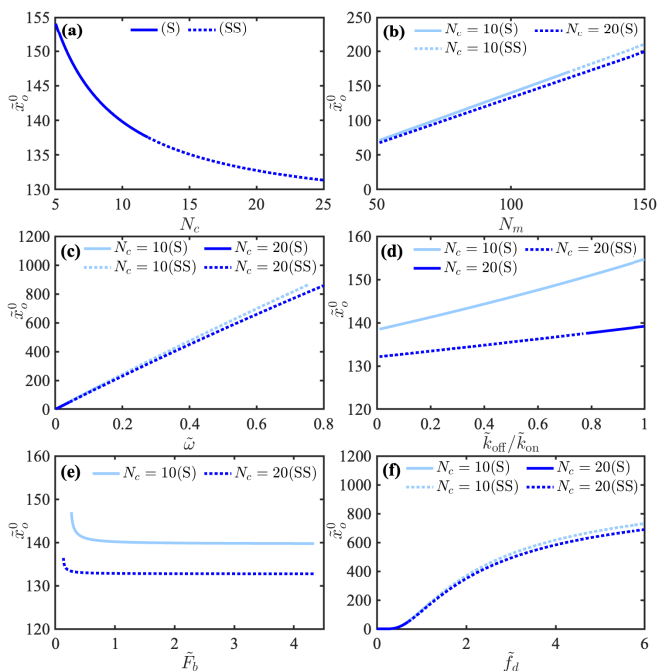 (a) (S) (SS)
155
150
145
140
135
130
5 10 15 20 25
x̃_o^0
N_c
(b) N_c = 10(S) N_c = 20(S)
N_c = 10(SS)
250
200
150
100
50
0
50 100 150
x̃_o^0
N_m
(c) N_c = 10(S) N_c = 20(S)
N_c = 10(SS) N_c = 20(SS)
1200
1000
800
600
400
200
0
0 0.2 0.4 0.6 0.8
x̃_o^0
ω̃
(d) N_c = 10(S) N_c = 20(SS)
N_c = 20(S)
160
150
140
130
120
0 0.2 0.4 0.6 0.8 1
x̃_o^0
k̃_off/k̃_on
(e) N_c = 10(S) N_c = 20(SS)
160
150
140
130
120
0 1 2 3 4
x̃_o^0
F̃_b
(f) N_c = 10(S) N_c = 20(S)
N_c = 10(SS) N_c = 20(SS)
1200
1000
800
600
400
200
0
0 2 4 6
x̃_o^0
f̃_d